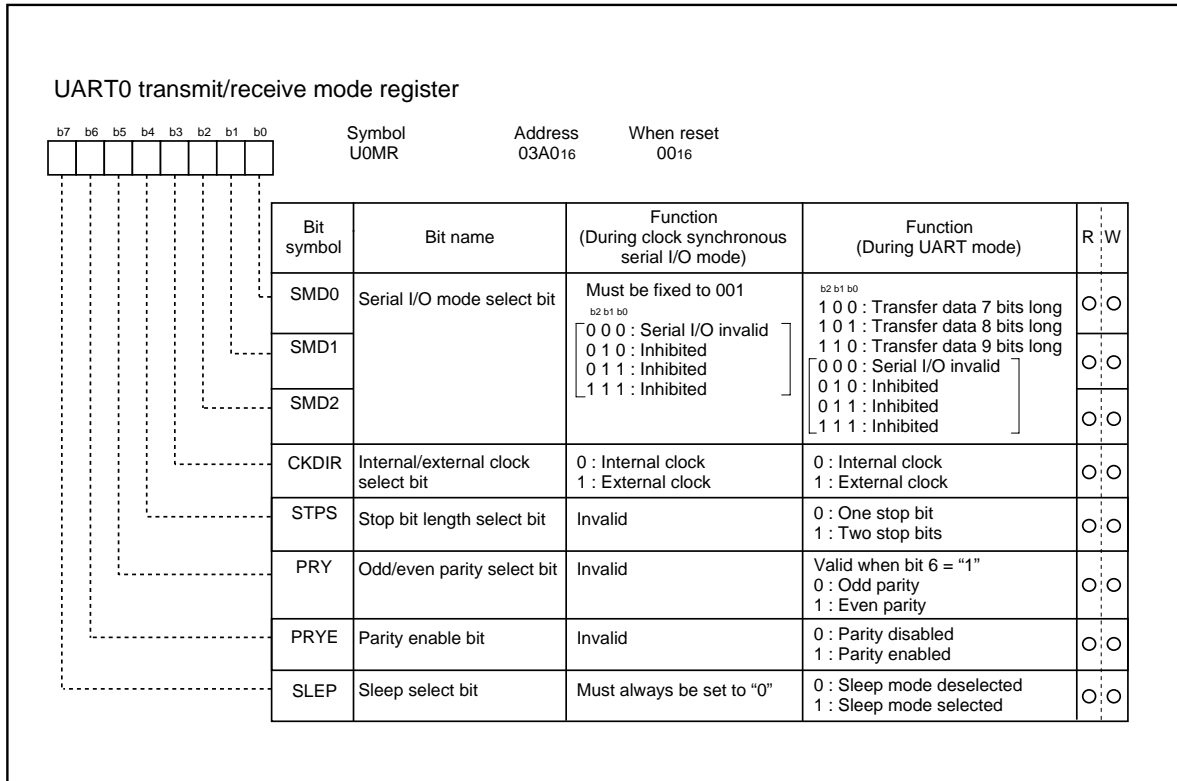 UART0 transmit/receive mode register
b7 b6 b5 b4 b3 b2 b1 b0
Symbol Address When reset
U0MR 03A016 0016
Bit symbol
Bit name
Function
(During clock synchronous
serial I/O mode)
Function
(During UART mode)
R W
SMD0
SMD1
SMD2
Serial I/O mode select bit
Must be fixed to 001
b2 b1 b0
0 0 0 : Serial I/O invalid
0 1 0 : Inhibited
0 1 1 : Inhibited
1 1 1 : Inhibited
b2 b1 b0
1 0 0 : Transfer data 7 bits long
1 0 1 : Transfer data 8 bits long
1 1 0 : Transfer data 9 bits long
0 0 0 : Serial I/O invalid
0 1 0 : Inhibited
0 1 1 : Inhibited
1 1 1 : Inhibited
CKDIR
Internal/external clock
select bit
0 : Internal clock
1 : External clock
0 : Internal clock
1 : External clock
STPS
Stop bit length select bit
Invalid
0 : One stop bit
1 : Two stop bits
PRY
Odd/even parity select bit
Invalid
Valid when bit 6 = “1”
0 : Odd parity
1 : Even parity
PRYE
Parity enable bit
Invalid
0 : Parity disabled
1 : Parity enabled
SLEP
Sleep select bit
Must always be set to “0”
0 : Sleep mode deselected
1 : Sleep mode selected